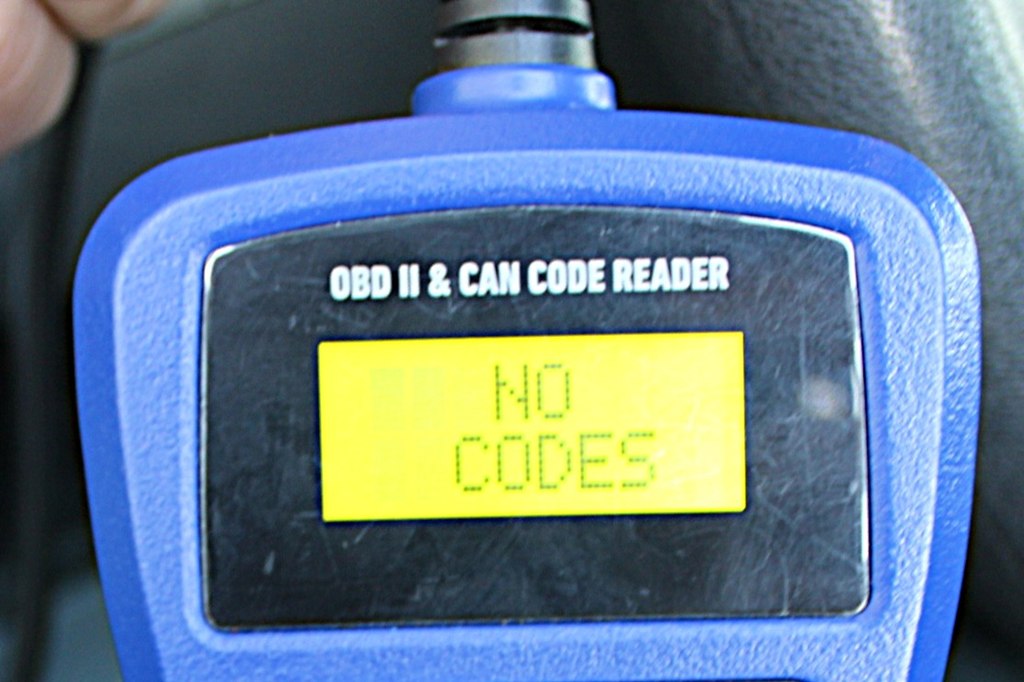 OBD II & CAN CODE READER
NO
CODES